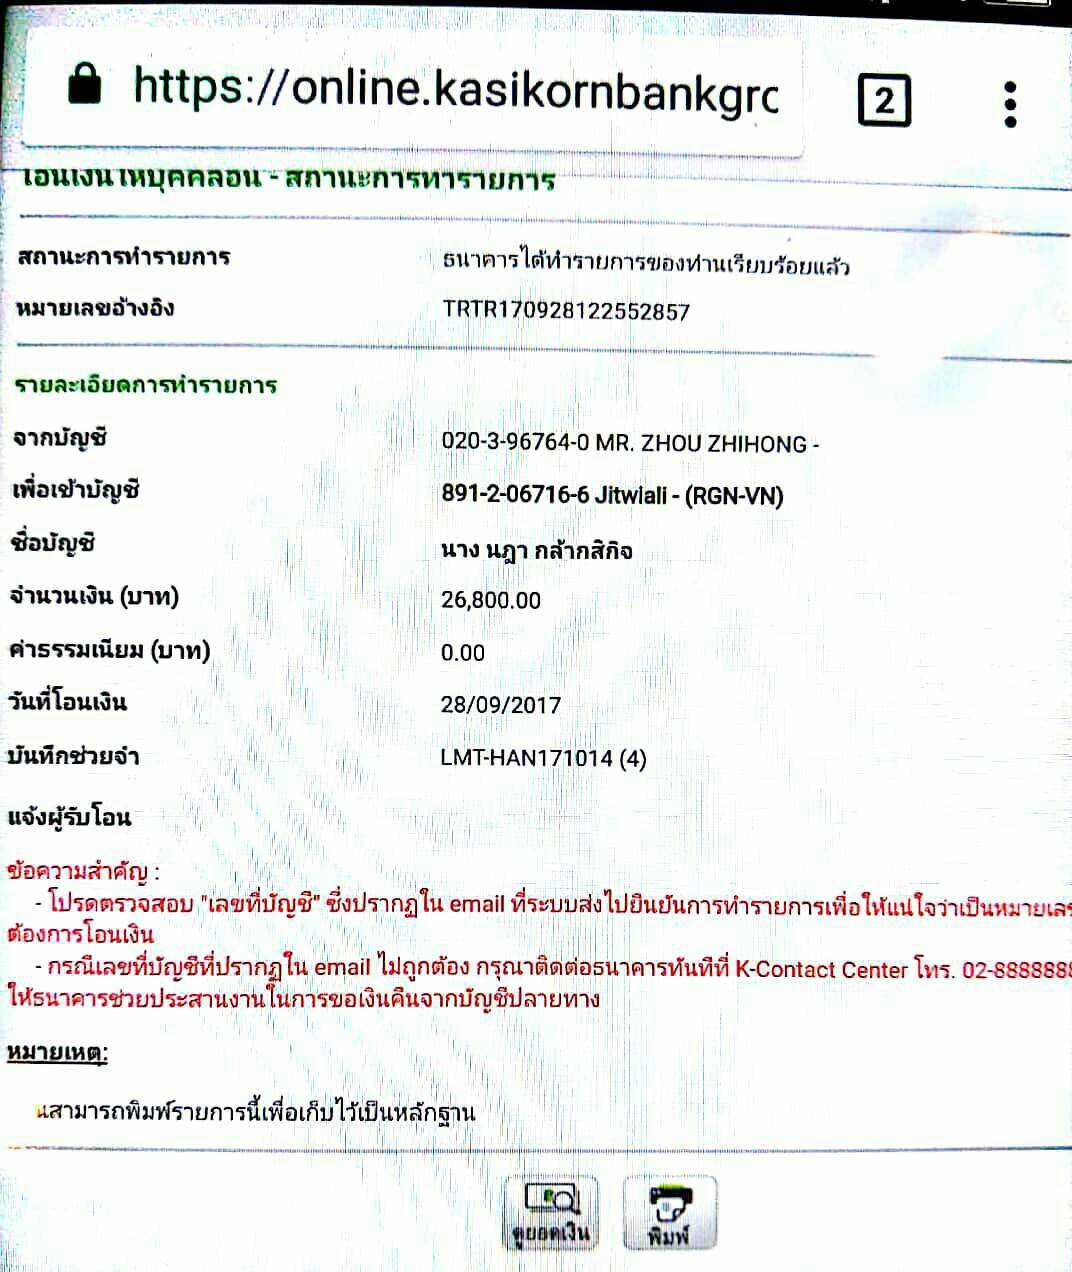 https://online.kasikornbankgrc
2
โอนเงินให้บุคคลอื่น - สถานะการทำรายการ
สถานะการทำรายการ ธนาคารได้ทำรายการของท่านเรียบร้อยแล้ว
หมายเลขอ้างอิง TRTR170928122552857
รายละเอียดการทำรายการ
จากบัญชี 020-3-96764-0 MR. ZHOU ZHIHONG -
เพื่อเข้าบัญชี 891-2-06716-6 Jitwiali - (RGN-VN)
ชื่อบัญชี นาง นฎา กล้ากสิกิจ
จำนวนเงิน (บาท) 26,800.00
ค่าธรรมเนียม (บาท) 0.00
วันที่โอนเงิน 28/09/2017
บันทึกช่วยจำ LMT-HAN171014 (4)
แจ้งผู้รับโอน
ข้อความสำคัญ :
- โปรดตรวจสอบ "เลขที่บัญชี" ซึ่งปรากฏใน email ที่ระบบส่งไปยืนยันการทำรายการเพื่อให้แน่ใจว่าเป็นหมายเลข
ต้องการโอนเงิน
- กรณีเลขที่บัญชีที่ปรากฏใน email ไม่ถูกต้อง กรุณาติดต่อธนาคารทันทีที่ K-Contact Center โทร. 02-8888888
ให้ธนาคารช่วยประสานงานในการขอเงินคืนจากบัญชีปลายทาง
หมายเหตุ:
นสามารถพิมพ์รายการนี้เพื่อเก็บไว้เป็นหลักฐาน
ดูยอดเงิน พิมพ์